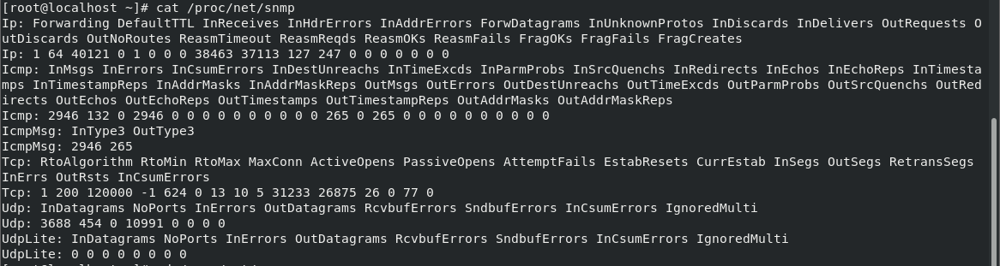 [root@localhost ~]# cat /proc/net/snmp
Ip: Forwarding DefaultTTL InReceives InHdrErrors InAddrErrors ForwDatagrams InUnknownProtos InDiscards InDelivers OutRequests O
utDiscards OutNoRoutes ReasmTimeout ReasmReqds ReasmOKs ReasmFails FragOKs FragFails FragCreates
Ip: 1 64 40121 0 1 0 0 0 38463 37113 127 247 0 0 0 0 0 0 0
Icmp: InMsgs InErrors InCsumErrors InDestUnreachs InTimeExcds InParmProbs InSrcQuenchs InRedirects InEchos InEchoReps InTimesta
mps InTimestampReps InAddrMasks InAddrMaskReps OutMsgs OutErrors OutDestUnreachs OutTimeExcds OutParmProbs OutSrcQuenchs OutRed
irects OutEchos OutEchoReps OutTimestamps OutTimestampReps OutAddrMasks OutAddrMaskReps
Icmp: 2946 132 0 2946 0 0 0 0 0 0 0 0 0 0 265 0 265 0 0 0 0 0 0 0 0 0 0
IcmpMsg: InType3 OutType3
IcmpMsg: 2946 265
Tcp: RtoAlgorithm RtoMin RtoMax MaxConn ActiveOpens PassiveOpens AttemptFails EstabResets CurrEstab InSegs OutSegs RetransSegs
InErrs OutRsts InCsumErrors
Tcp: 1 200 120000 -1 624 0 13 10 5 31233 26875 26 0 77 0
Udp: InDatagrams NoPorts InErrors OutDatagrams RcvbufErrors SndbufErrors InCsumErrors IgnoredMulti
Udp: 3688 454 0 10991 0 0 0 0
UdpLite: InDatagrams NoPorts InErrors OutDatagrams RcvbufErrors SndbufErrors InCsumErrors IgnoredMulti
UdpLite: 0 0 0 0 0 0 0 0